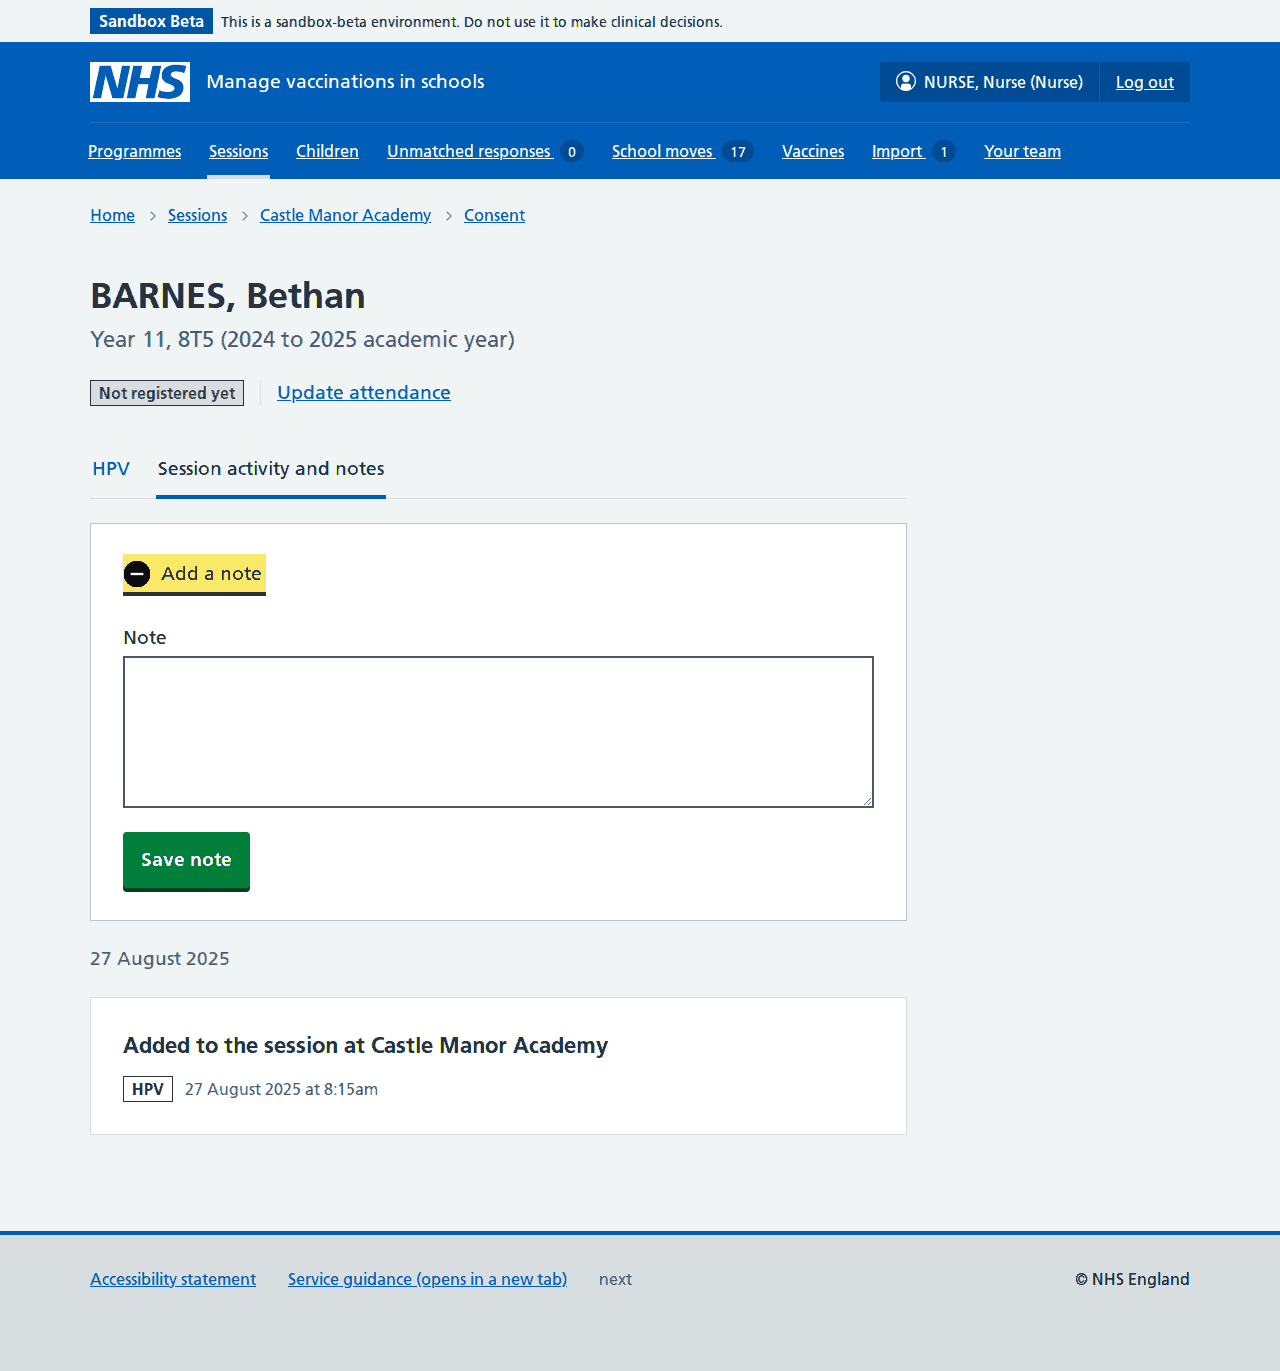 Sandbox Beta This is a sandbox-beta environment. Do not use it to make clinical decisions.
NHS Manage vaccinations in schools NURSE, Nurse (Nurse) Log out
Programmes Sessions Children Unmatched responses 0 School moves 17 Vaccines Import 1 Your team
Home Sessions Castle Manor Academy Consent
BARNES, Bethan
Year 11, 8T5 (2024 to 2025 academic year)
Not registered yet Update attendance
HPV Session activity and notes
Add a note
Note
Save note
27 August 2025
Added to the session at Castle Manor Academy
HPV 27 August 2025 at 8:15am
Accessibility statement Service guidance (opens in a new tab) next © NHS England